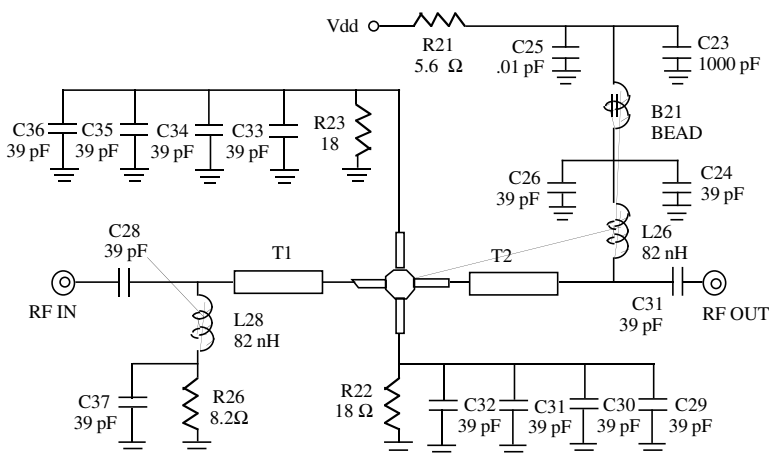 Vdd
R21
5.6 Ω
C25
.01 pF
C23
1000 pF
B21
BEAD
C36
39 pF
C35
39 pF
C34
39 pF
C33
39 pF
R23
18
C26
39 pF
C24
39 pF
C28
39 pF
T1
T2
L26
82 nH
RF IN
L28
82 nH
C31
39 pF
RF OUT
C37
39 pF
R26
8.2Ω
R22
18 Ω
C32
39 pF
C31
39 pF
C30
39 pF
C29
39 pF